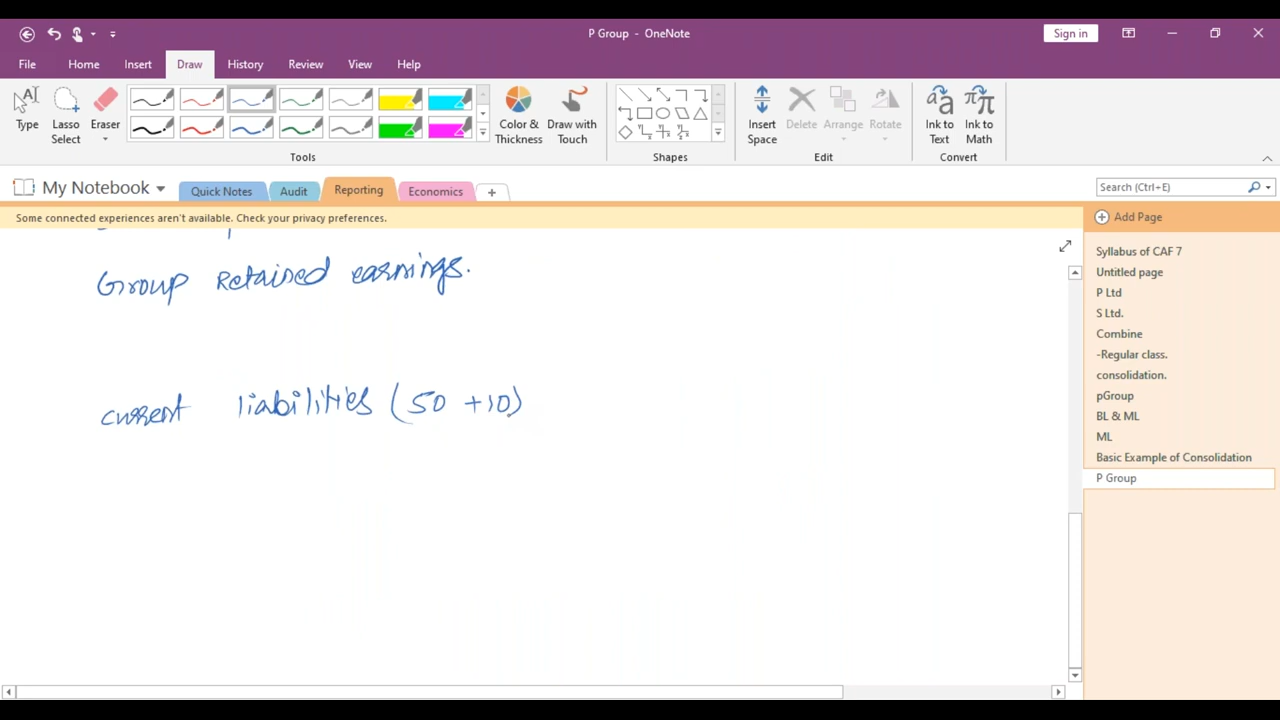 P Group - OneNote
Sign in
File Home Insert Draw History Review View Help
Type
Lasso Select
Eraser
Color & Thickness
Draw with Touch
Insert Space
Delete
Arrange
Rotate
Ink to Text
Ink to Math
Tools
Shapes
Edit
Convert
My Notebook
Quick Notes
Audit
Reporting
Economics
Search (Ctrl+E)
Some connected experiences aren't available. Check your privacy preferences.
Add Page
Group Retained earnings.
current liabilities (50 +10)
Syllabus of CAF 7
Untitled page
P Ltd
S Ltd.
Combine
-Regular class.
consolidation.
pGroup
BL & ML
ML
Basic Example of Consolidation
P Group